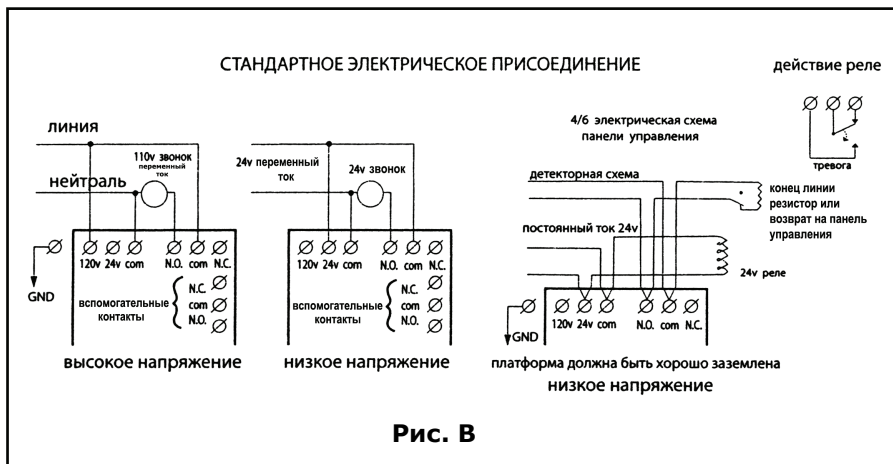 СТАНДАРТНОЕ ЭЛЕКТРИЧЕСКОЕ ПРИСОЕДИНЕНИЕ
действие реле
тревога
линия
110v звонок
переменный
ток
нейтраль
120v 24v com N.O. com N.C.
GND
вспомогательные
контакты
N.C.
com
N.O.
высокое напряжение
24v переменный
ток
24v звонок
120v 24v com N.O. com N.C.
вспомогательные
контакты
N.C.
com
N.O.
низкое напряжение
4/6 электрическая схема
панели управления
детекторная схема
конец линии
резистор или
возврат на панель
управления
постоянный ток 24v
24v реле
120v 24v com N.O. com N.C.
GND
платформа должна быть хорошо заземлена
низкое напряжение
Рис. В